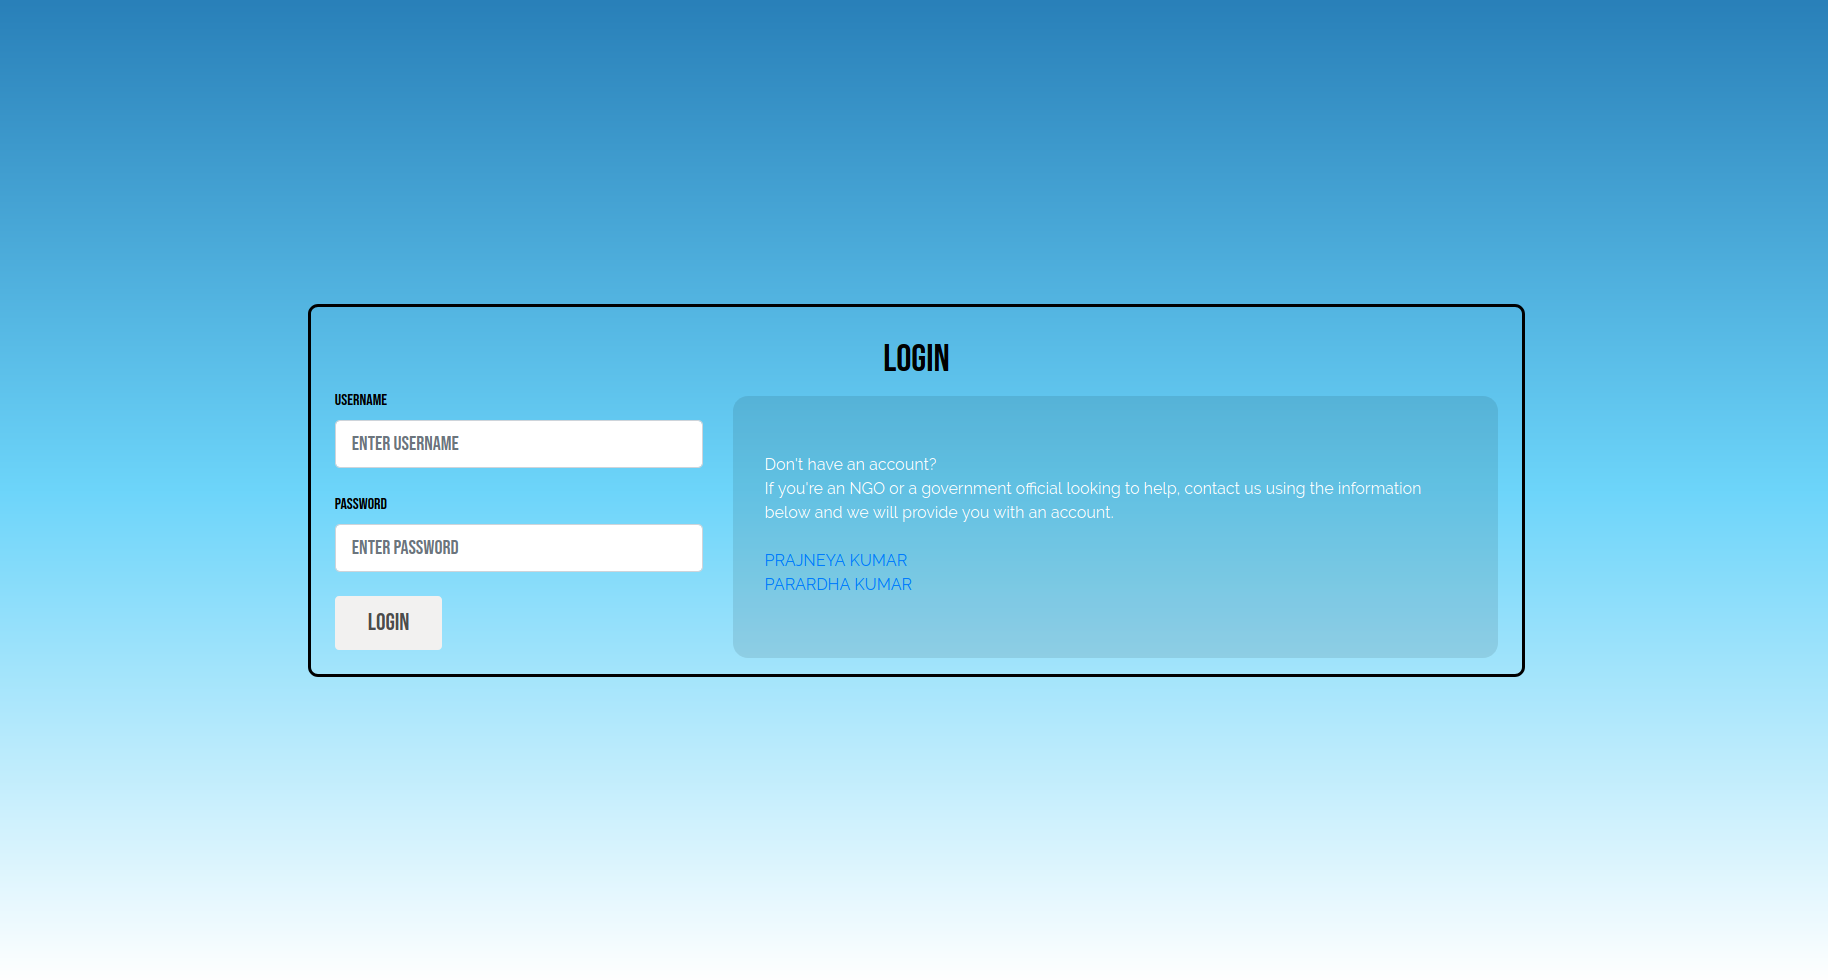 LOGIN
USERNAME
ENTER USERNAME
PASSWORD
ENTER PASSWORD
LOGIN
Don't have an account?
If you're an NGO or a government official looking to help, contact us using the information
below and we will provide you with an account.
PRAJNEYA KUMAR
PARARDHA KUMAR